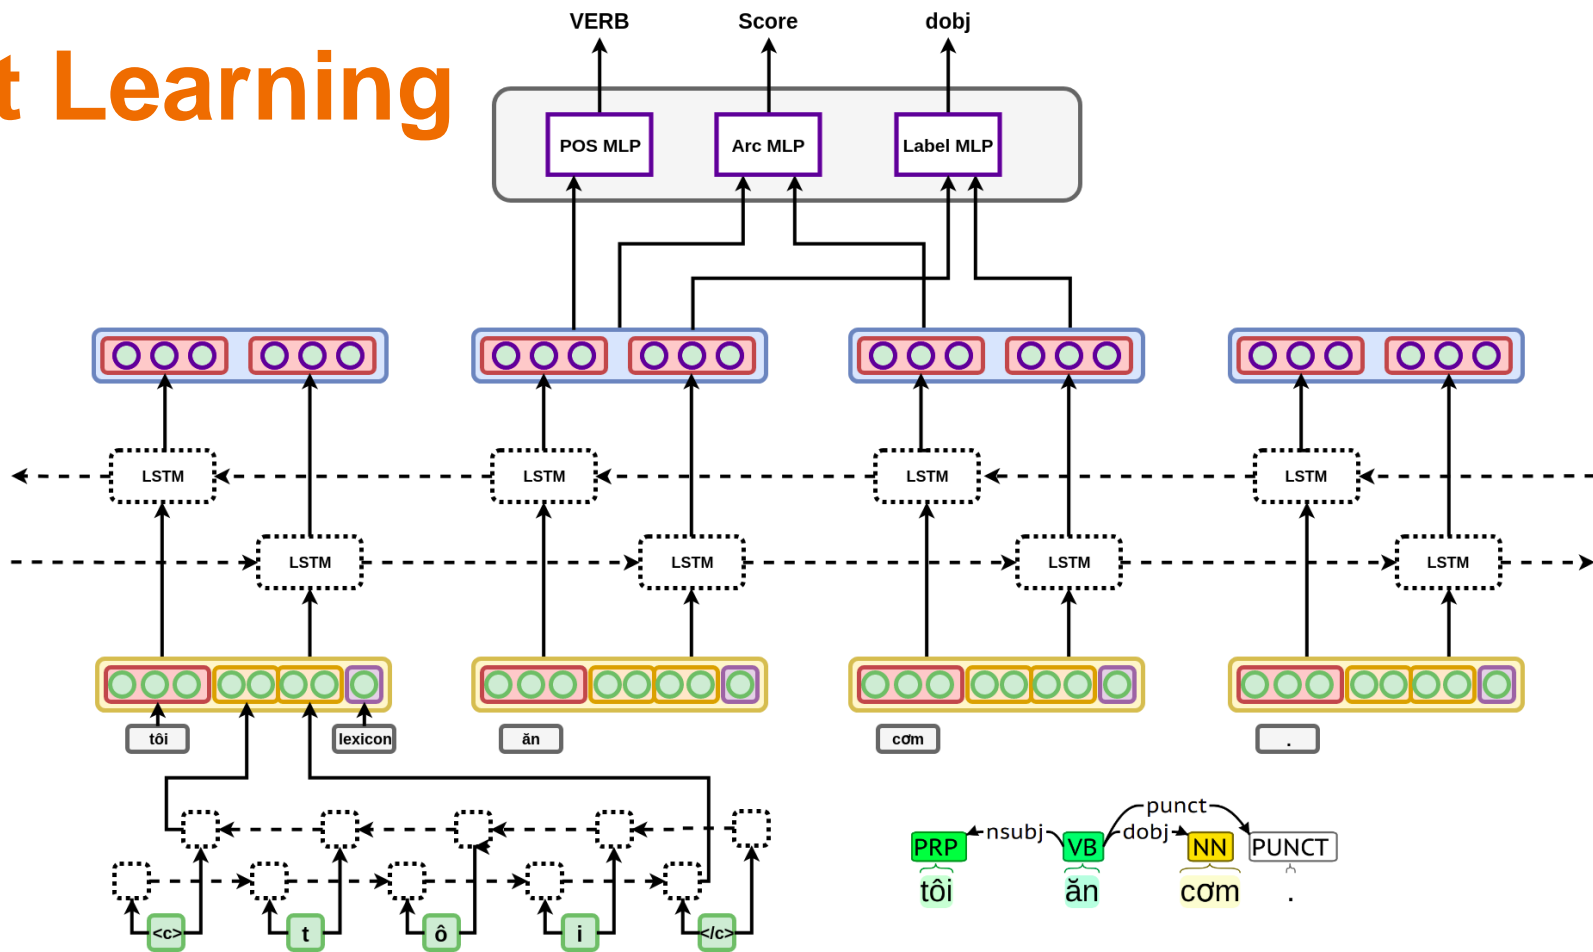 VERB Score dobj
t Learning
POS MLP Arc MLP Label MLP
LSTM LSTM LSTM LSTM
LSTM LSTM LSTM LSTM
tôi lexicon ăn cơm .
punct
nsubj dobj
PRP VB NN PUNCT
tôi ăn cơm .
<c> t ô i </c>